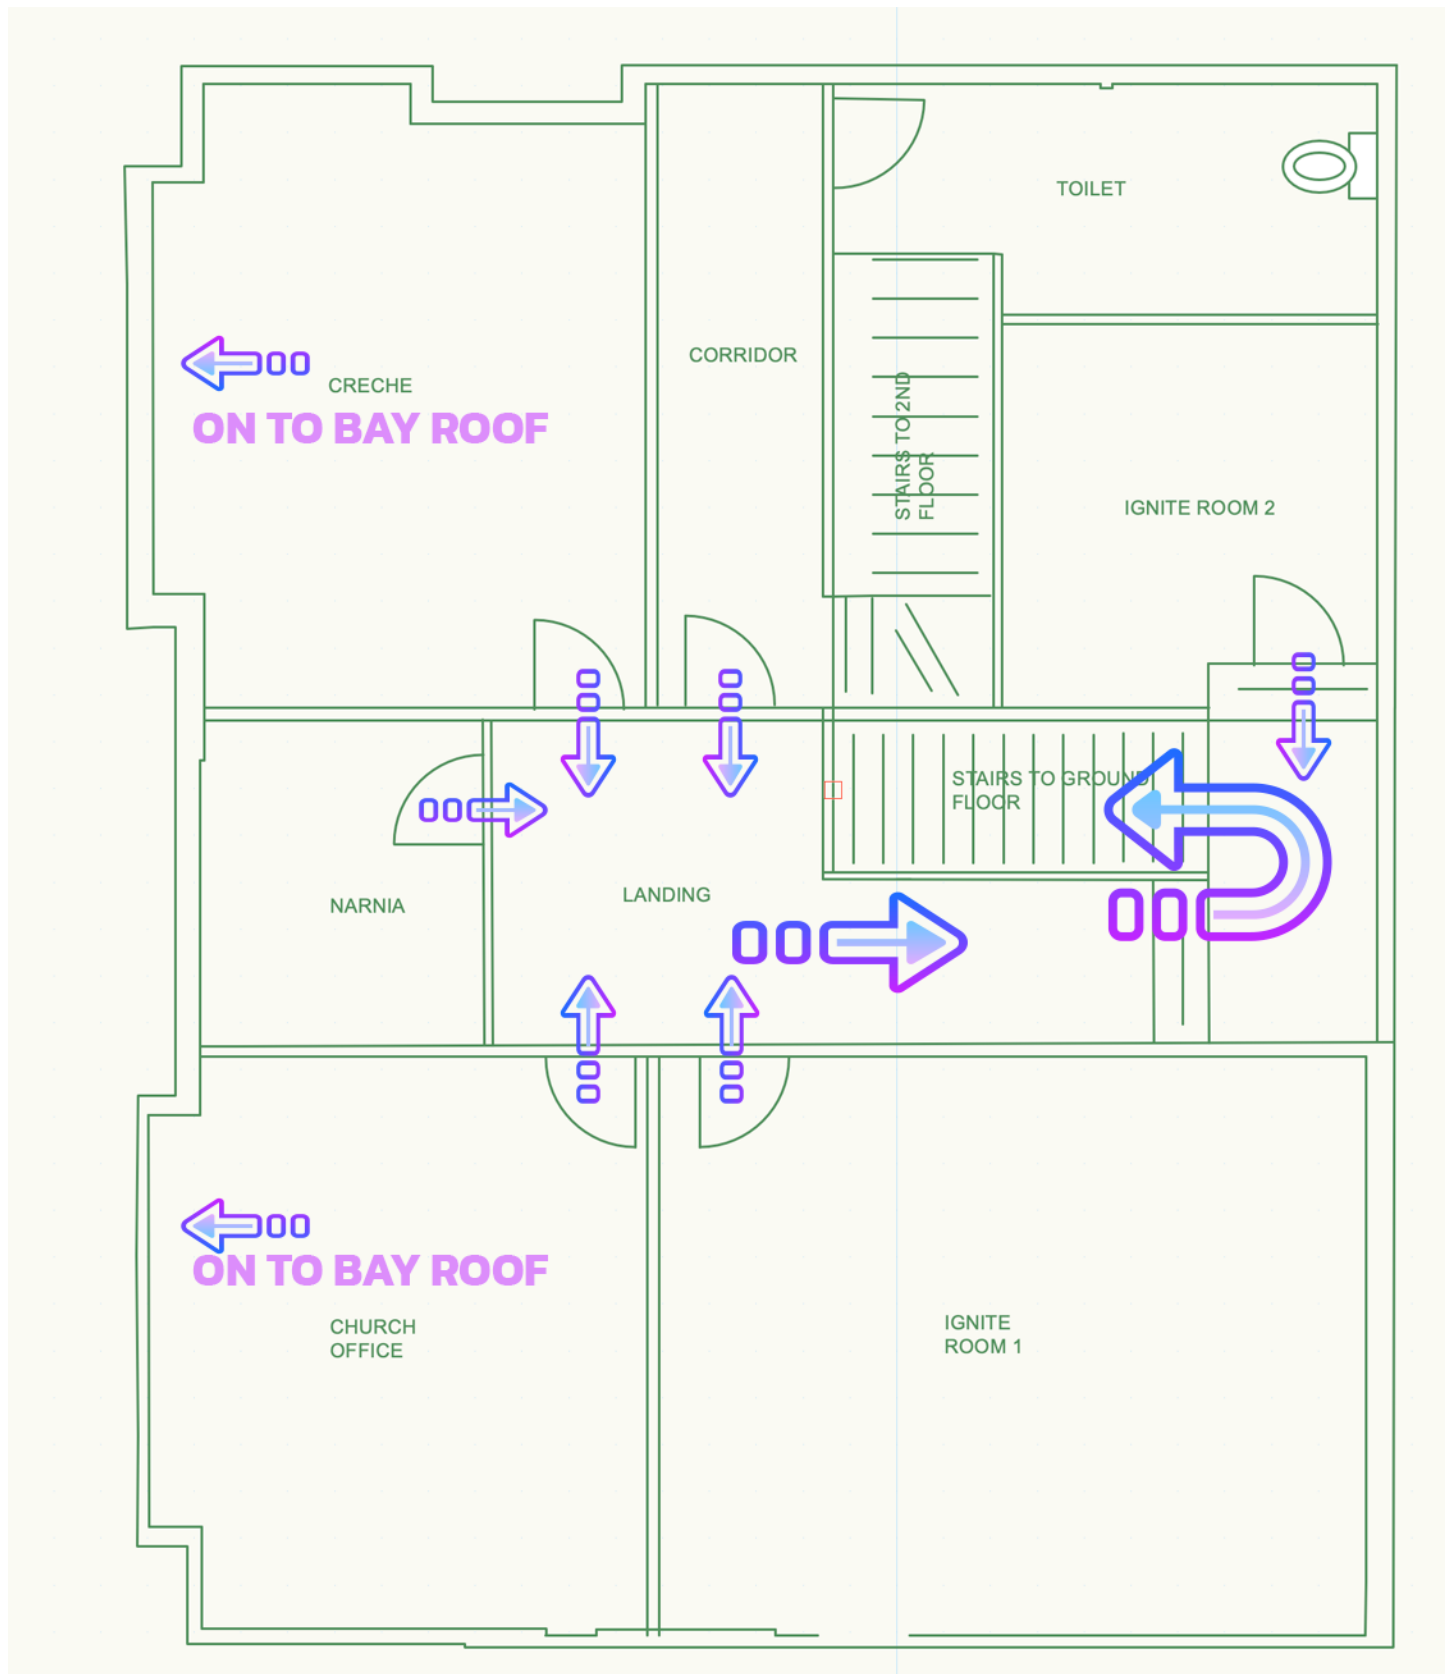 TOILET
CORRIDOR
CRECHE
ON TO BAY ROOF
STAIRS TO 2ND
FLOOR
IGNITE ROOM 2
STAIRS TO GROUND
FLOOR
LANDING
NARNIA
ON TO BAY ROOF
CHURCH
OFFICE
IGNITE
ROOM 1